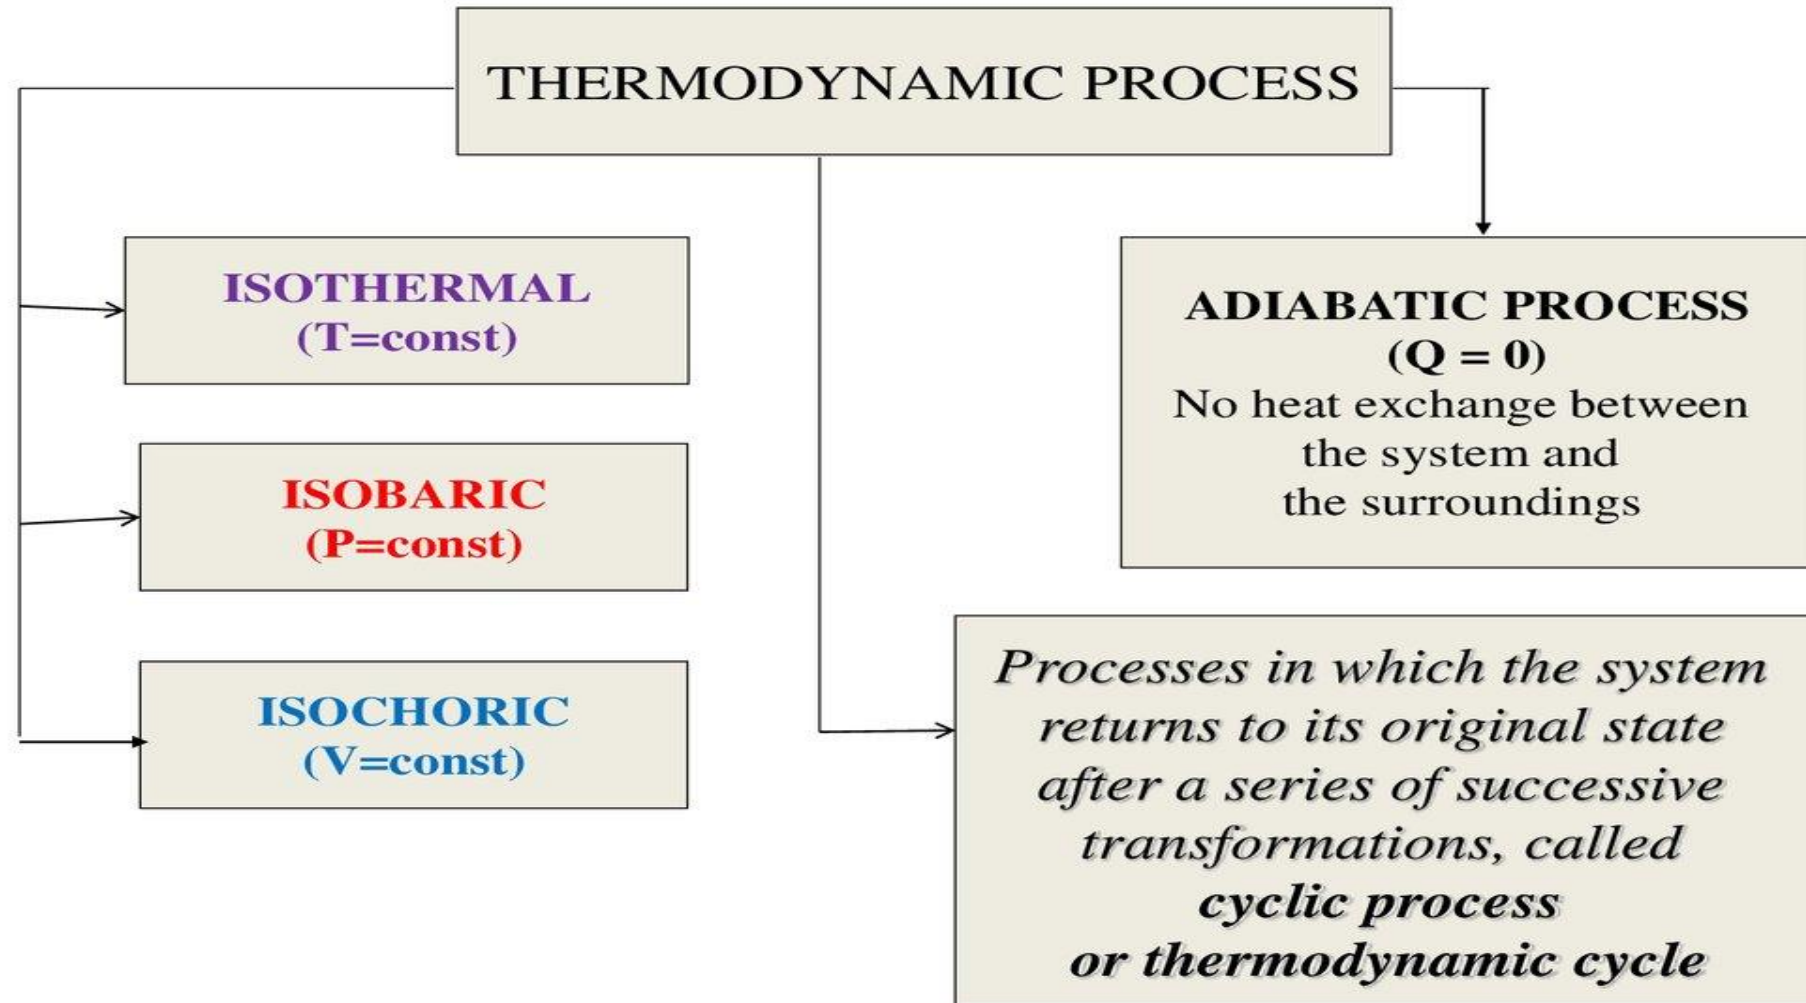 THERMODYNAMIC PROCESS
ISOTHERMAL
(T=const)
ISOBARIC
(P=const)
ISOCHORIC
(V=const)
ADIABATIC PROCESS
(Q = 0)
No heat exchange between
the system and
the surroundings
Processes in which the system
returns to its original state
after a series of successive
transformations, called
cyclic process
or thermodynamic cycle